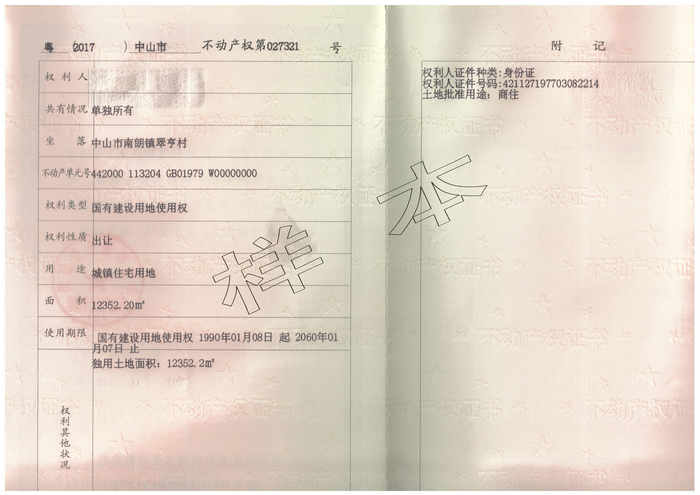 粤（2017　　）中山市　　不动产权第027321　　号
权利人
共有情况 单独所有
坐落 中山市南朗镇翠亨村
不动产单元号 442000 113204 GB01979 W00000000
权利类型 国有建设用地使用权
权利性质 出让
用途 城镇住宅用地
面积 12352.20㎡
使用期限 国有建设用地使用权 1990年01月08日 起 2060年01
月07日 止
独用土地面积：12352.2㎡
权利其他状况
附 记
权利人证件种类:身份证
权利人证件号码:421127197703082214
土地批准用途：商住
样本